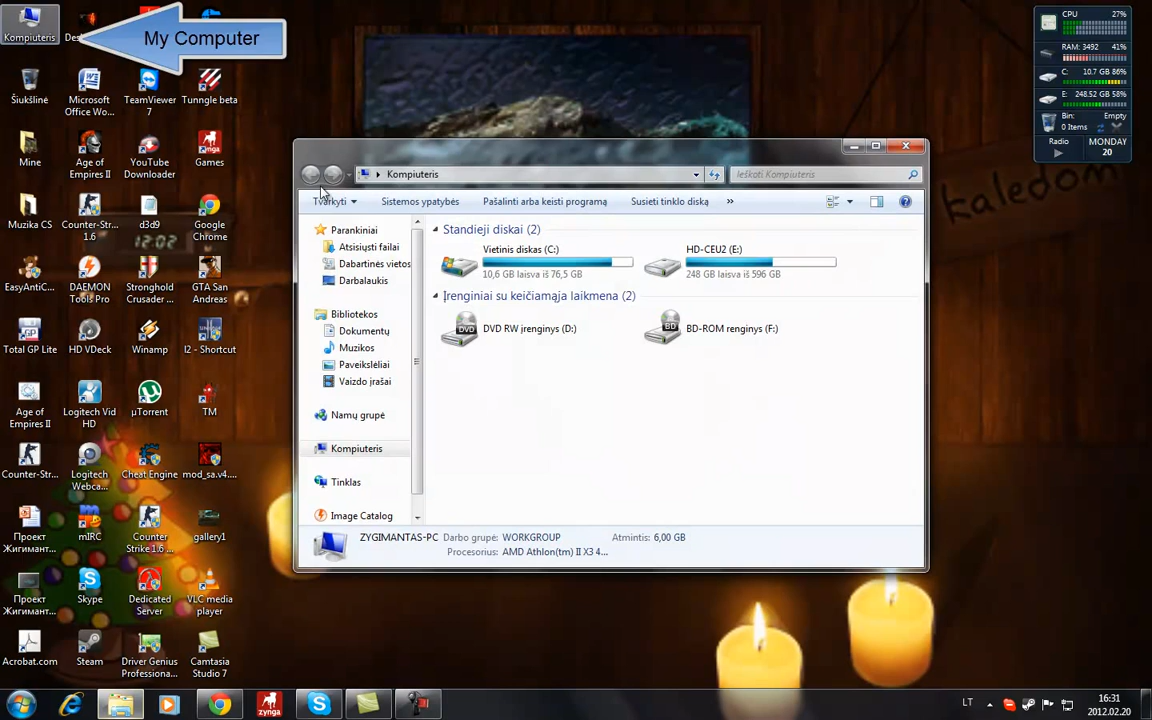 My Computer
Kompiuteris
Šiukšlinė
Microsoft Office Wo...
TeamViewer 7
Tunngle beta
Mine
Age of Empires II
YouTube Downloader
Games
Muzika CS
Counter-Str... 1.6
d3d9
Google Chrome
EasyAntiC...
DAEMON Tools Pro
Stronghold Crusader ...
GTA San Andreas
Total GP Lite
HD VDeck
Winamp
l2 - Shortcut
Age of Empires II
Logitech Vid HD
µTorrent
TM
Counter-Str...
Logitech Webca...
Cheat Engine
mod_sa.v4....
Проект Жигимант...
mIRC
Counter Strike 1.6 ...
gallery1
Проект Жигимант...
Skype
Dedicated Server
VLC media player
Acrobat.com
Steam
Driver Genius Professiona...
Camtasia Studio 7
Kompiuteris
Ieškoti Kompiuteris
Tvarkyti
Sistemos ypatybės
Pašalinti arba keisti programą
Susieti tinklo diską
»
Parankiniai
Atsisiųsti failai
Dabartinės vietos
Darbalaukis
Bibliotekos
Dokumentų
Muzikos
Paveikslėliai
Vaizdo įrašai
Namų grupė
Kompiuteris
Tinklas
Image Catalog
Standieji diskai (2)
Vietinis diskas (C:)
10,6 GB laisva iš 76,5 GB
HD-CEU2 (E:)
248 GB laisva iš 596 GB
Įrenginiai su keičiamąja laikmena (2)
DVD
DVD RW įrenginys (D:)
BD
BD-ROM renginys (F:)
ZYGIMANTAS-PC
Darbo grupė: WORKGROUP
Atmintis: 6,00 GB
Procesorius: AMD Athlon(tm) II X3 4...
CPU 27%
RAM: 3492 41%
C: 10.7 GB 86%
E: 248.52 GB 58%
Bin: Empty
0 Items
Radio
MONDAY
20
kaledom
12:02
zynga
LT
16:31
2012.02.20